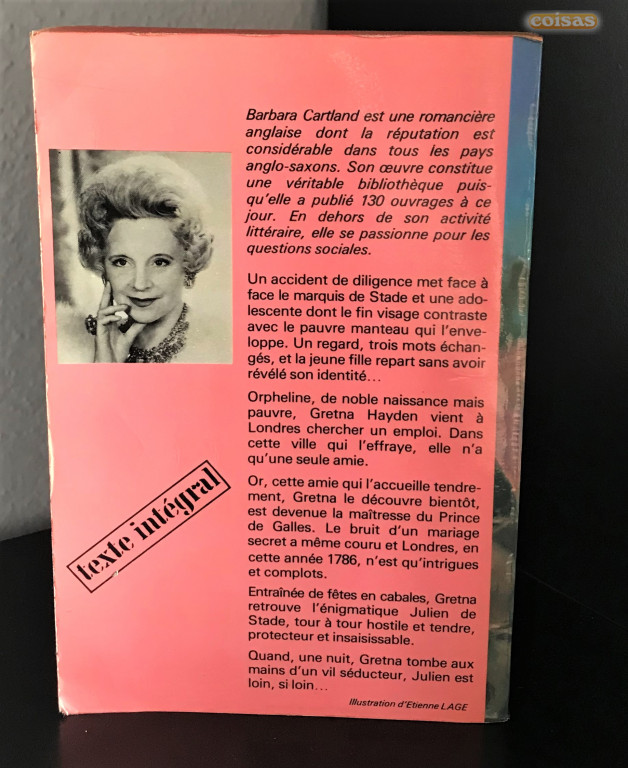 coisas
Barbara Cartland est une romancière
anglaise dont la réputation est
considérable dans tous les pays
anglo-saxons. Son œuvre constitue
une véritable bibliothèque puis-
qu'elle a publié 130 ouvrages à ce
jour. En dehors de son activité
littéraire, elle se passionne pour les
questions sociales.
Un accident de diligence met face à
face le marquis de Stade et une ado-
lescente dont le fin visage contraste
avec le pauvre manteau qui l'enve-
loppe. Un regard, trois mots échan-
gés, et la jeune fille repart sans avoir
révélé son identité...
Orpheline, de noble naissance mais
pauvre, Gretna Hayden vient à
Londres chercher un emploi. Dans
cette ville qui l'effraye, elle n'a
qu'une seule amie.
Or, cette amie qui l'accueille tendre-
ment, Gretna le découvre bientôt,
est devenue la maîtresse du Prince
de Galles. Le bruit d'un mariage
secret a même couru et Londres, en
cette année 1786, n'est qu'intrigues
et complots.
Entraînée de fêtes en cabales, Gretna
retrouve l'énigmatique Julien de
Stade, tour à tour hostile et tendre,
protecteur et insaisissable.
Quand, une nuit, Gretna tombe aux
mains d'un vil séducteur, Julien est
loin, si loin...
Illustration d'Etienne LAGE
texte intégral